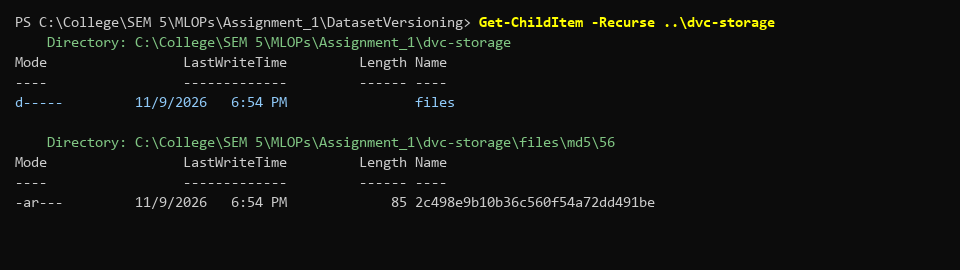 PS C:\College\SEM 5\MLOPs\Assignment_1\DatasetVersioning> Get-ChildItem -Recurse ..\dvc-storage
    Directory: C:\College\SEM 5\MLOPs\Assignment_1\dvc-storage
Mode                 LastWriteTime         Length Name
----                 -------------         ------ ----
d-----         11/9/2026   6:54 PM                files

    Directory: C:\College\SEM 5\MLOPs\Assignment_1\dvc-storage\files\md5\56
Mode                 LastWriteTime         Length Name
----                 -------------         ------ ----
-ar---         11/9/2026   6:54 PM             85 2c498e9b10b36c560f54a72dd491be